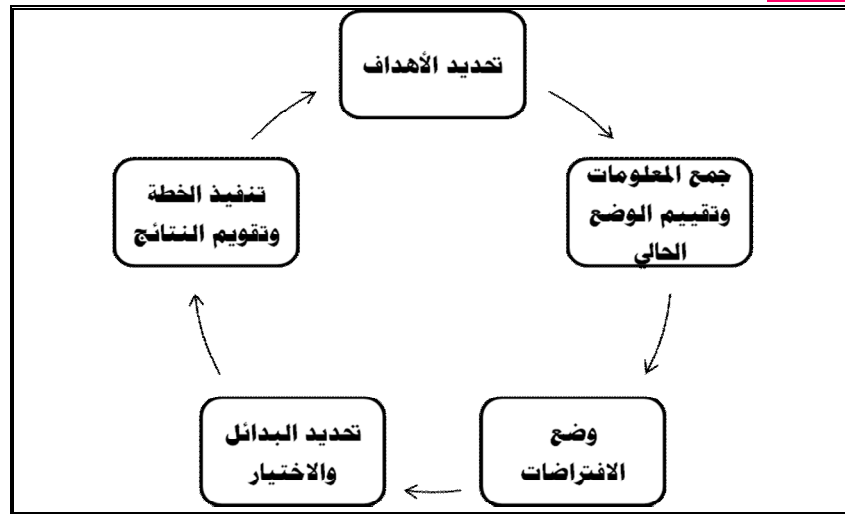 تحديد الأهداف
جمع المعلومات
وتقييم الوضع
الحالي
وضع
الافتراضات
تحديد البدائل
والاختيار
تنفيذ الخطة
وتقويم النتائج